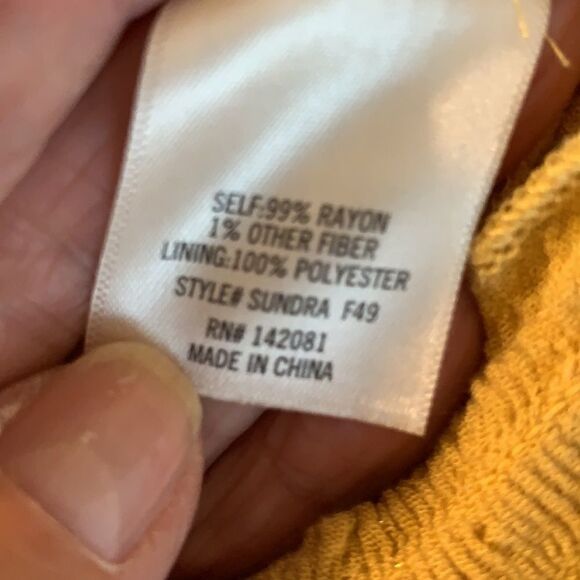 SELF:99% RAYON
1% OTHER FIBER
LINING:100% POLYESTER
STYLE# SUNDRA F49
RN# 142081
MADE IN CHINA